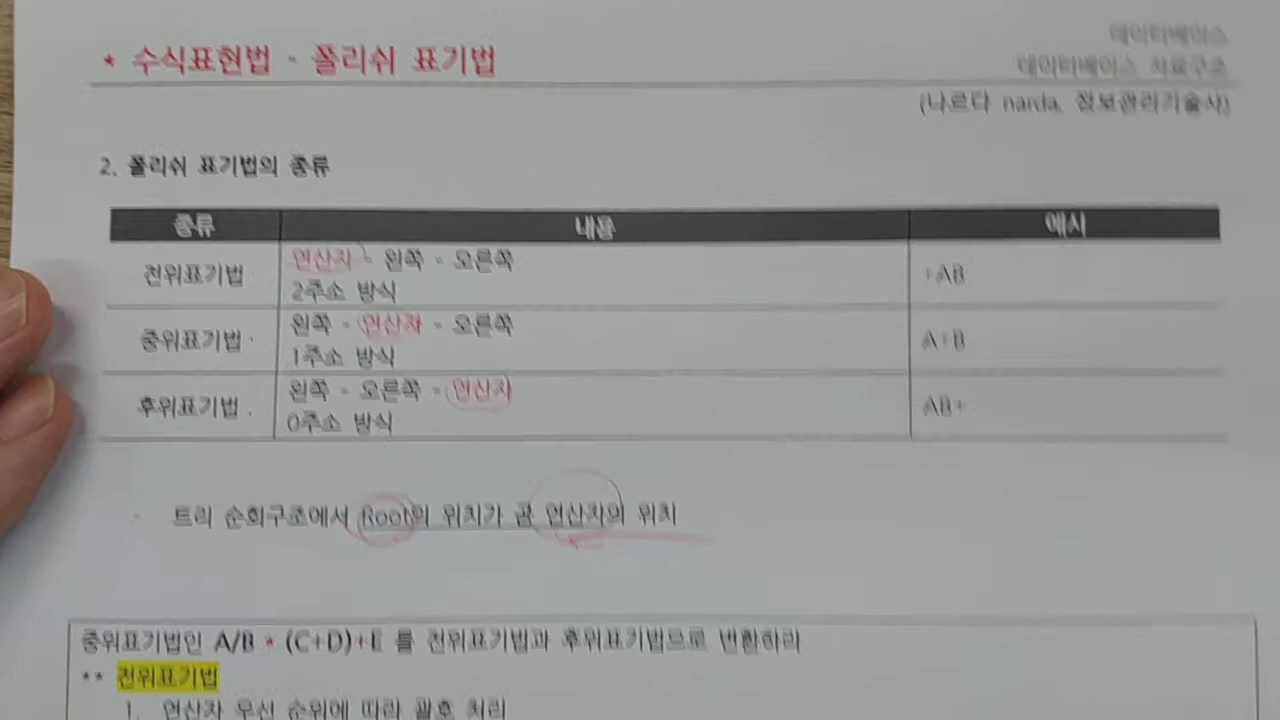 * 수식표현법 - 폴리쉬 표기법
데이터베이스
데이터베이스 자료구조
(나르다 narda, 정보관리기술사)
2. 폴리쉬 표기법의 종류
종류 내용 예시
전위표기법 연산자 - 왼쪽 - 오른쪽 +AB
2주소 방식
중위표기법 왼쪽 - 연산자 - 오른쪽 A+B
1주소 방식
후위표기법 왼쪽 - 오른쪽 - 연산자 AB+
0주소 방식
- 트리 순회구조에서 Root의 위치가 곧 연산자의 위치
중위표기법인 A/B * (C+D)+E 를 전위표기법과 후위표기법으로 변환하라
** 전위표기법
1. 연산자 우선 순위에 따라 괄호 처리